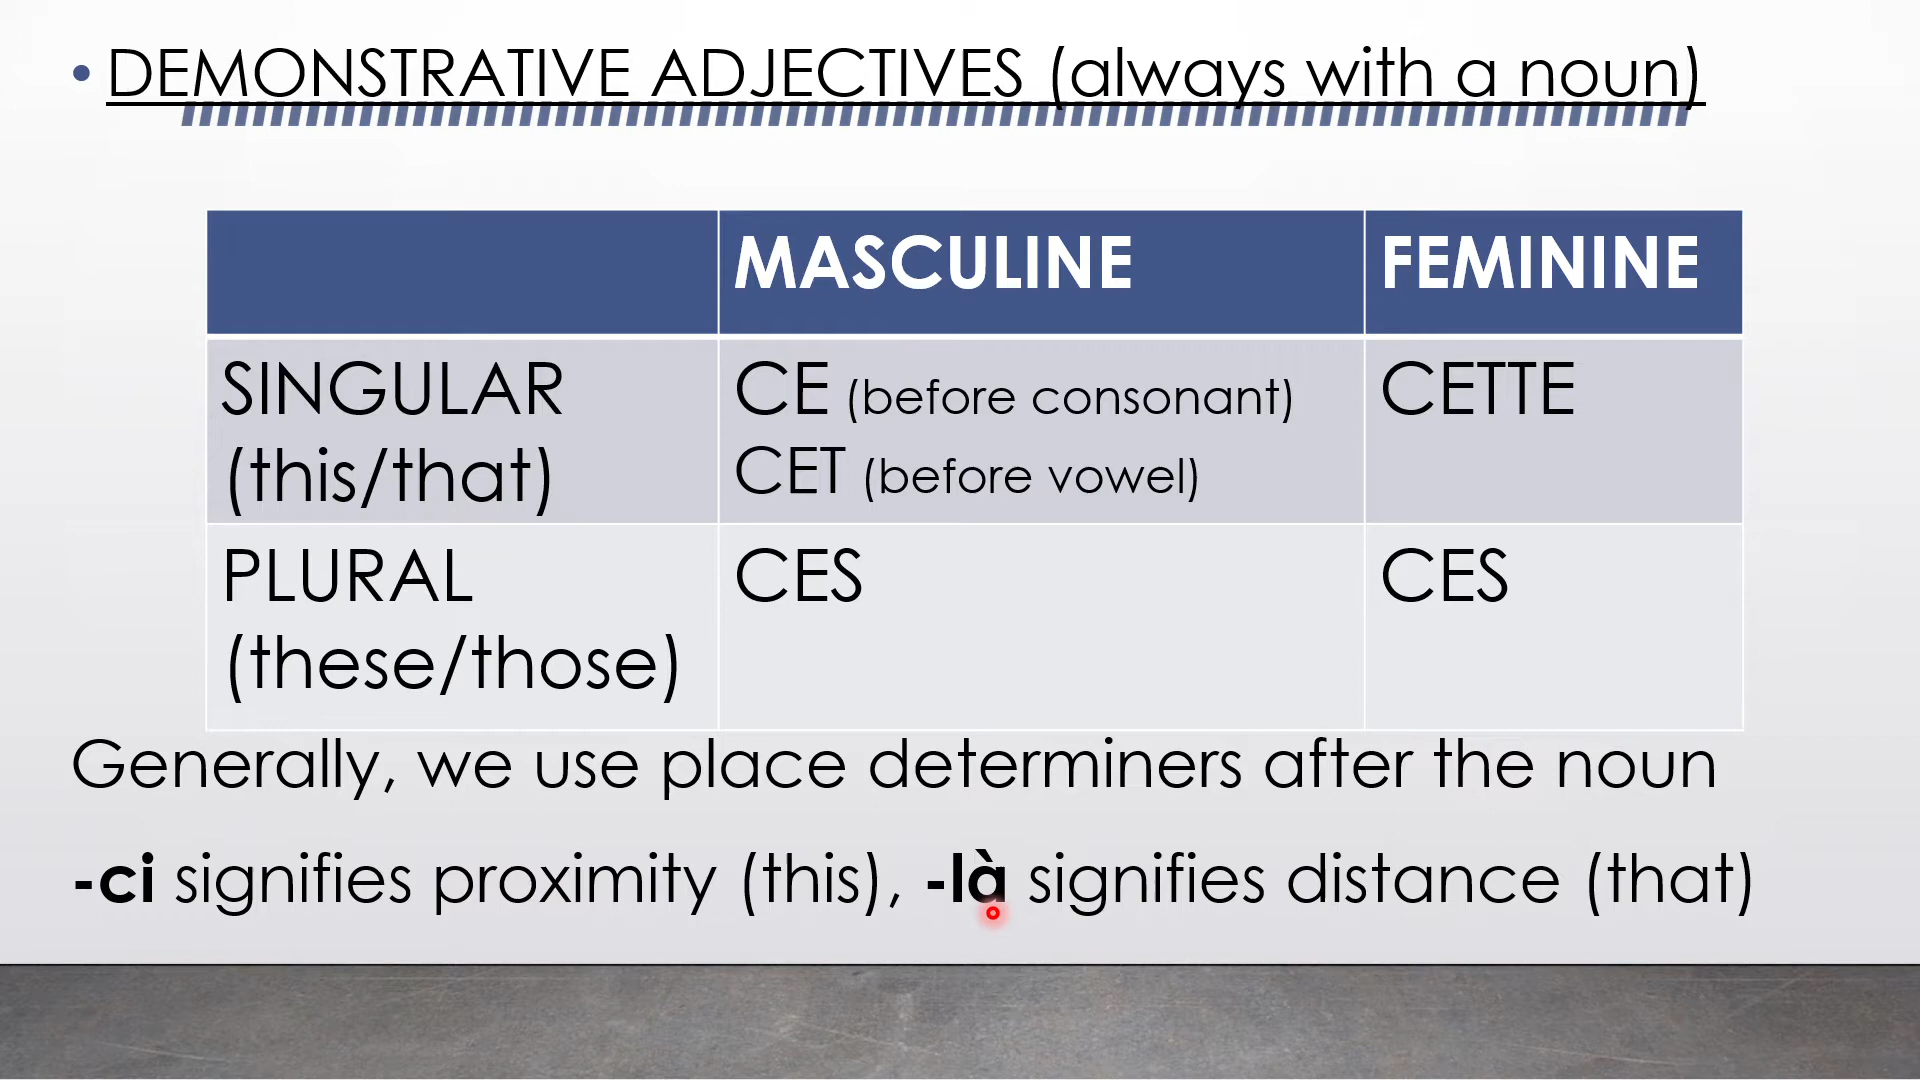 • DEMONSTRATIVE ADJECTIVES (always with a noun)
MASCULINE FEMININE
SINGULAR (this/that) CE (before consonant) CET (before vowel) CETTE
PLURAL (these/those) CES CES
Generally, we use place determiners after the noun
-ci signifies proximity (this), -là signifies distance (that)